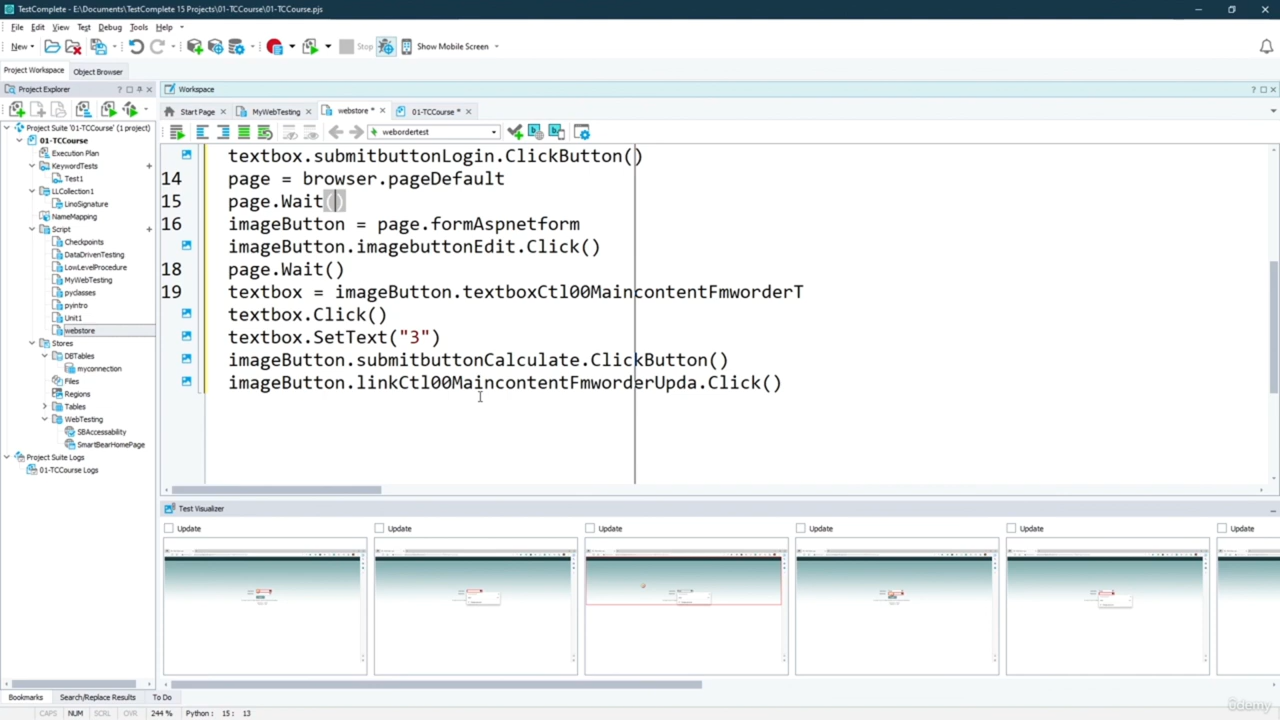 TestComplete - E:\Documents\TestComplete 15 Projects\01-TCCourse\01-TCCourse.pjs
File Edit View Test Debug Tools Help
New Stop Show Mobile Screen
Project Workspace Object Browser
Project Explorer
Workspace
Start Page MyWebTesting webstore * 01-TCCourse *
webordertest
Project Suite '01-TCCourse' (1 project)
01-TCCourse
Execution Plan
KeywordTests
Test1
LLCollection1
LinoSignature
NameMapping
Script
Checkpoints
DataDrivenTesting
LowLevelProcedure
MyWebTesting
pyclasses
pyintro
Unit1
webstore
Stores
DBTables
myconnection
Files
Regions
Tables
WebTesting
SBAccessability
SmartBearHomePage
Project Suite Logs
01-TCCourse Logs
textbox.submitbuttonLogin.ClickButton()
14 page = browser.pageDefault
15 page.Wait()
16 imageButton = page.formAspnetform
imageButton.imagebuttonEdit.Click()
18 page.Wait()
19 textbox = imageButton.textboxCtl00MaincontentFmworderT
textbox.Click()
textbox.SetText("3")
imageButton.submitbuttonCalculate.ClickButton()
imageButton.linkCtl00MaincontentFmworderUpda.Click()
Test Visualizer
Update Update Update Update Update Update
Bookmarks Search/Replace Results To Do
CAPS NUM SCRL OVR 244 % Python : 15 : 13
ûdemy